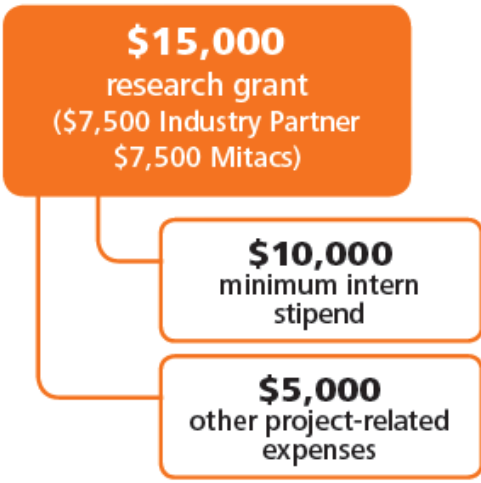 $15,000
research grant
($7,500 Industry Partner
$7,500 Mitacs)
$10,000
minimum intern
stipend
$5,000
other project-related
expenses